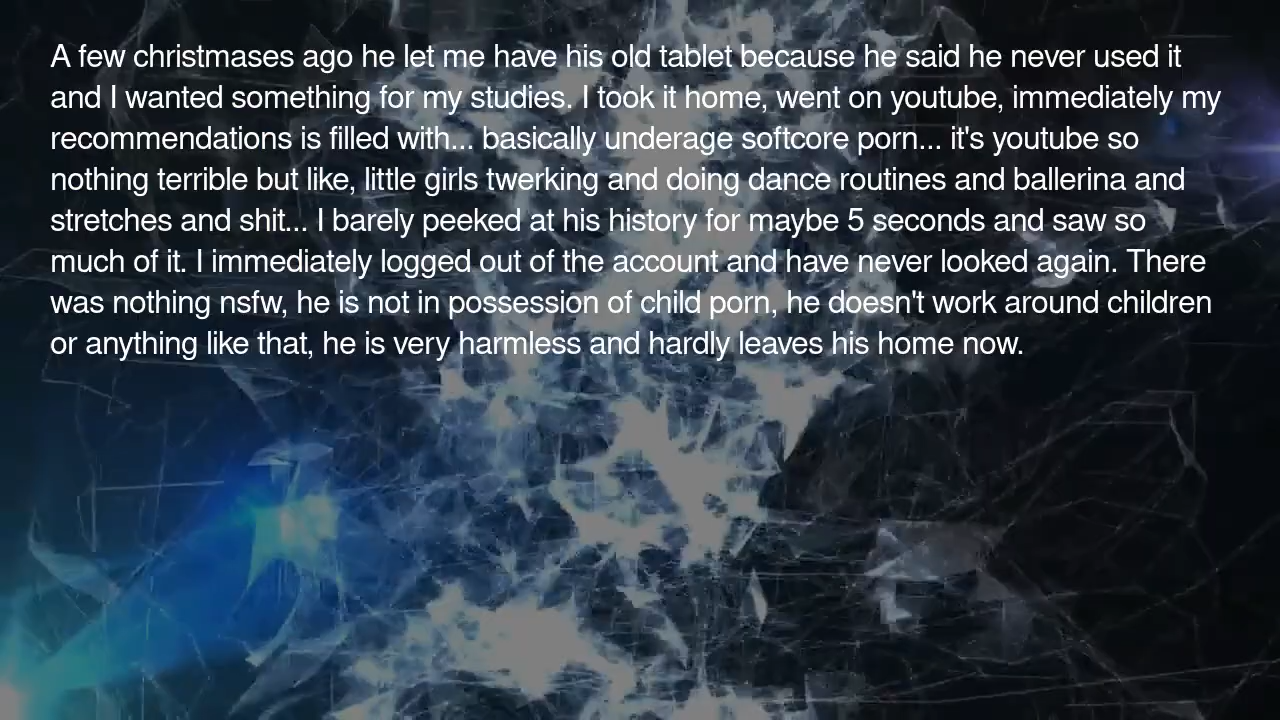 A few christmases ago he let me have his old tablet because he said he never used it
and I wanted something for my studies. I took it home, went on youtube, immediately my
recommendations is filled with... basically underage softcore porn... it's youtube so
nothing terrible but like, little girls twerking and doing dance routines and ballerina and
stretches and shit... I barely peeked at his history for maybe 5 seconds and saw so
much of it. I immediately logged out of the account and have never looked again. There
was nothing nsfw, he is not in possession of child porn, he doesn't work around children
or anything like that, he is very harmless and hardly leaves his home now.